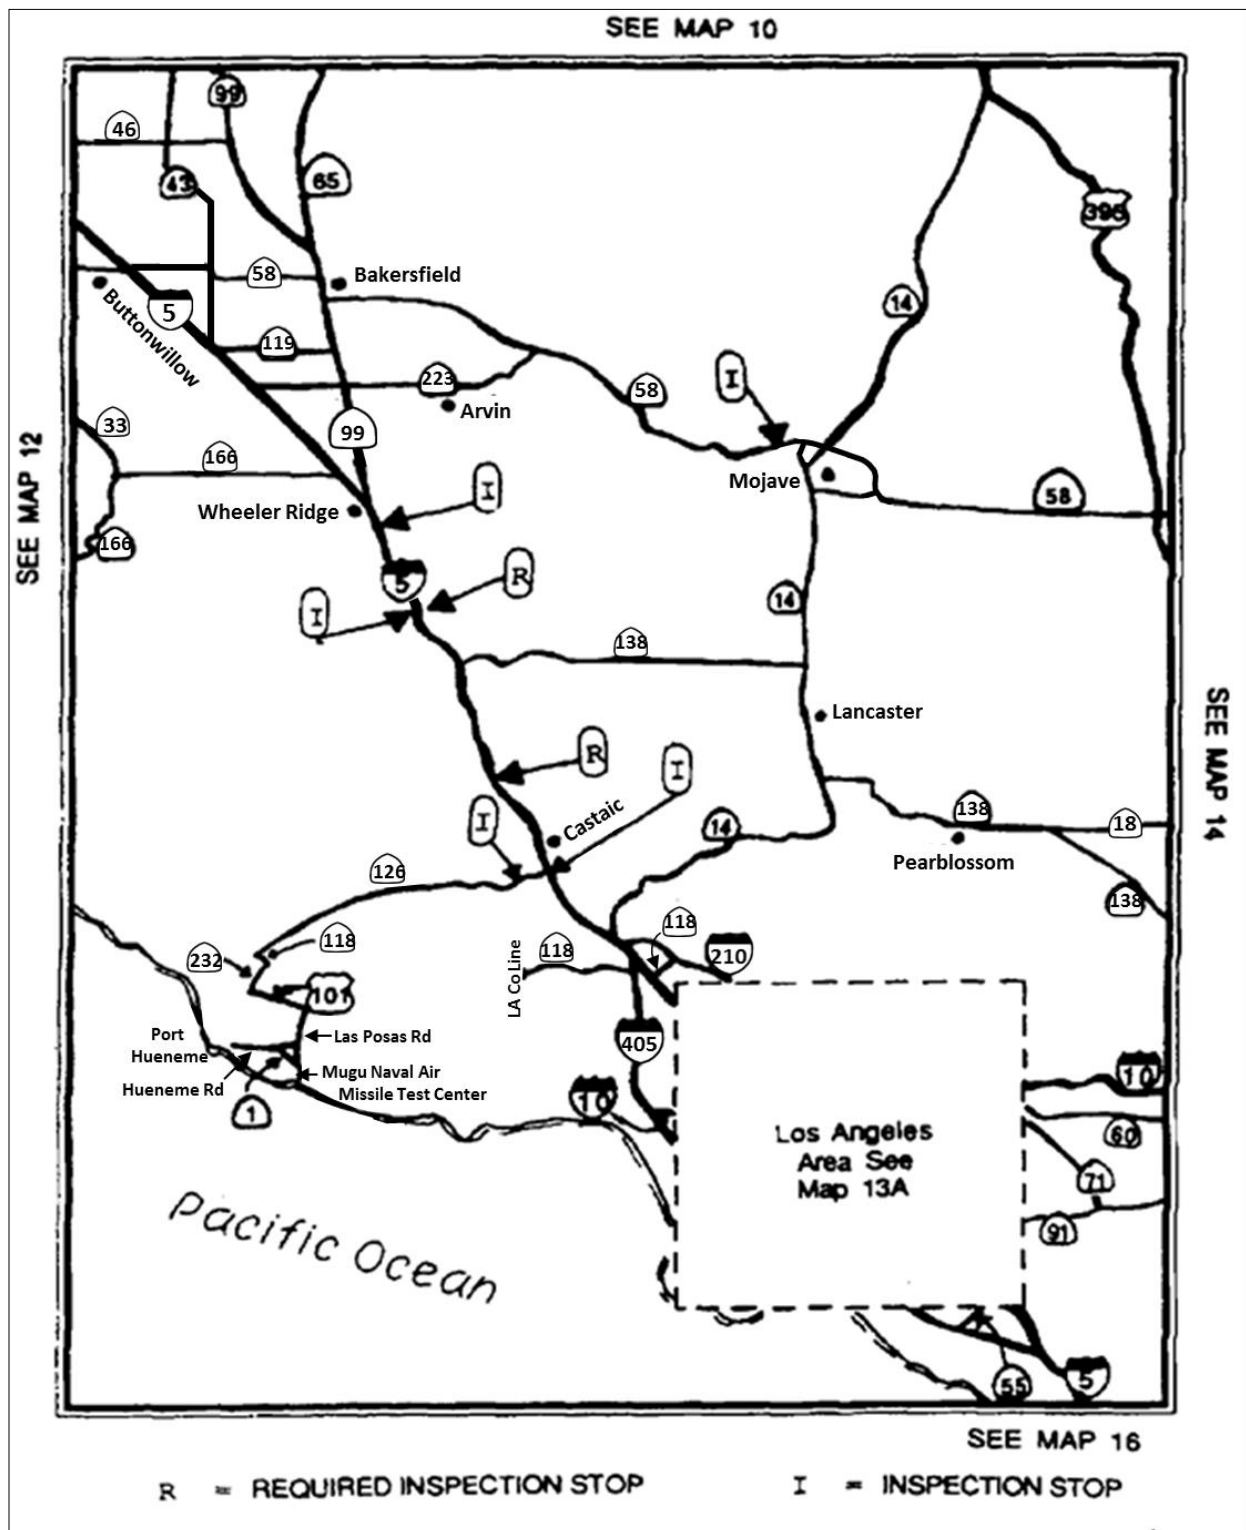 SEE MAP 10
99
46
65
43
395
58
Bakersfield
5
14
Buttonwillow
119
223
I
58
33
Arvin
99
166
SEE MAP 12
Mojave
I
58
Wheeler Ridge
166
R
5
I
14
138
SEE MAP 14
Lancaster
R
I
I
Castaic
14
138
18
Pearblossom
126
138
118
118
232
118
LA Co Line
210
101
Port
Hueneme
Las Posas Rd
405
Mugu Naval Air
Missile Test Center
Hueneme Rd
1
10
10
Los Angeles
Area See
Map 13A
60
71
91
Pacific Ocean
55
5
SEE MAP 16
R = REQUIRED INSPECTION STOP
I = INSPECTION STOP